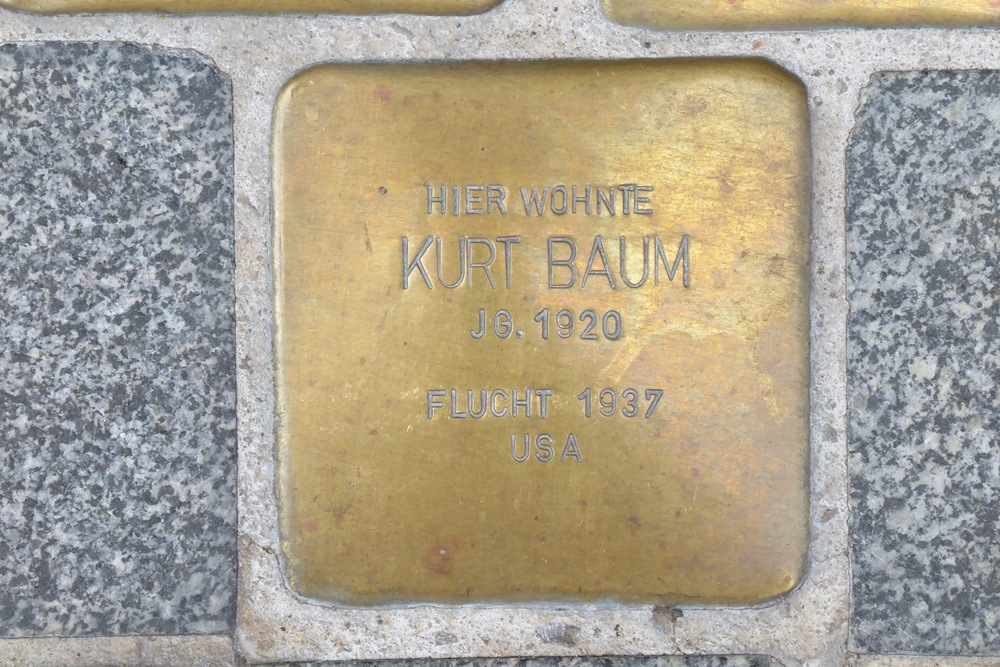 HIER WOHNTE
KURT BAUM
JG. 1920
FLUCHT 1937
USA